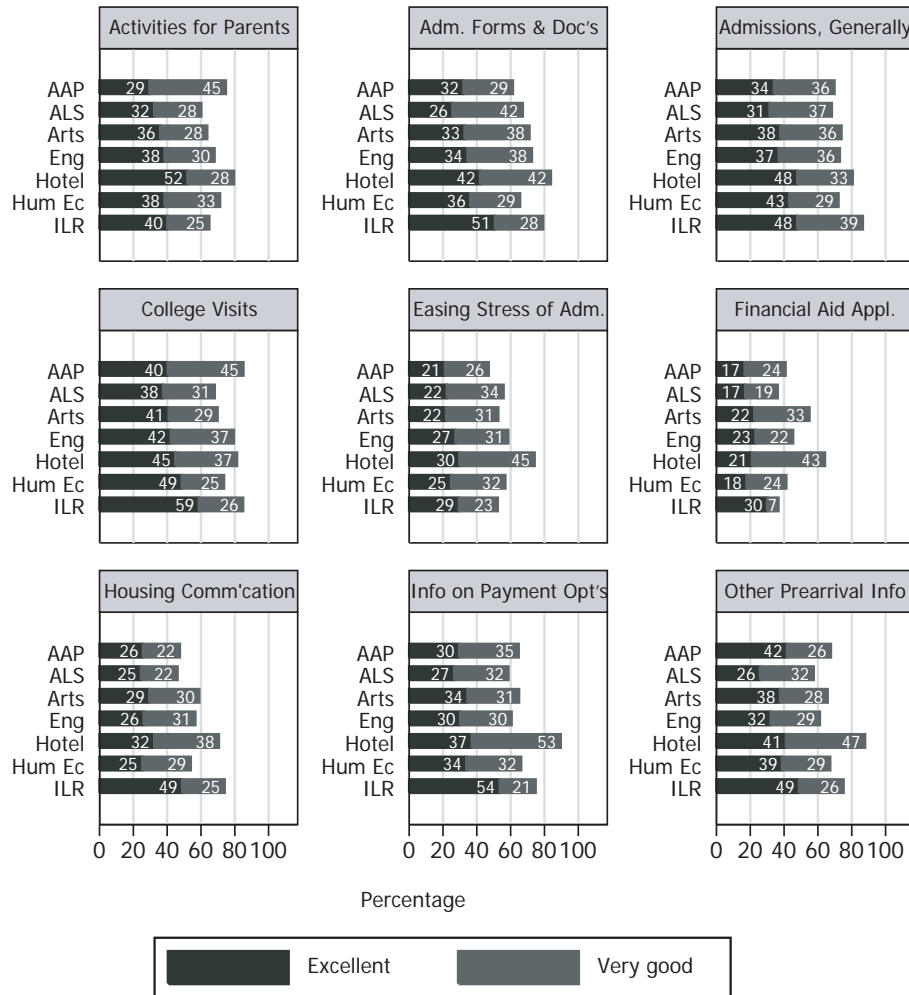 Activities for Parents
Adm. Forms & Doc's
Admissions, Generally
AAP 29 45
ALS 32 28
Arts 36 28
Eng 38 30
Hotel 52 28
Hum Ec 38 33
ILR 40 25
AAP 32 29
ALS 26 42
Arts 33 38
Eng 34 38
Hotel 42 42
Hum Ec 36 29
ILR 51 28
AAP 34 36
ALS 31 37
Arts 38 36
Eng 37 36
Hotel 48 33
Hum Ec 43 29
ILR 48 39
College Visits
Easing Stress of Adm.
Financial Aid Appl.
AAP 40 45
ALS 38 31
Arts 41 29
Eng 42 37
Hotel 45 37
Hum Ec 49 25
ILR 59 26
AAP 21 26
ALS 22 34
Arts 22 31
Eng 27 31
Hotel 30 45
Hum Ec 25 32
ILR 29 23
AAP 17 24
ALS 17 19
Arts 22 33
Eng 23 22
Hotel 21 43
Hum Ec 18 24
ILR 30 7
Housing Comm'cation
Info on Payment Opt's
Other Prearrival Info
AAP 26 22
ALS 25 22
Arts 29 30
Eng 26 31
Hotel 32 38
Hum Ec 25 29
ILR 49 25
AAP 30 35
ALS 27 32
Arts 34 31
Eng 30 30
Hotel 37 53
Hum Ec 34 32
ILR 54 21
AAP 42 26
ALS 26 32
Arts 38 28
Eng 32 29
Hotel 41 47
Hum Ec 39 29
ILR 49 26
0 20 40 60 80 100
0 20 40 60 80 100
0 20 40 60 80 100
Percentage
Excellent
Very good